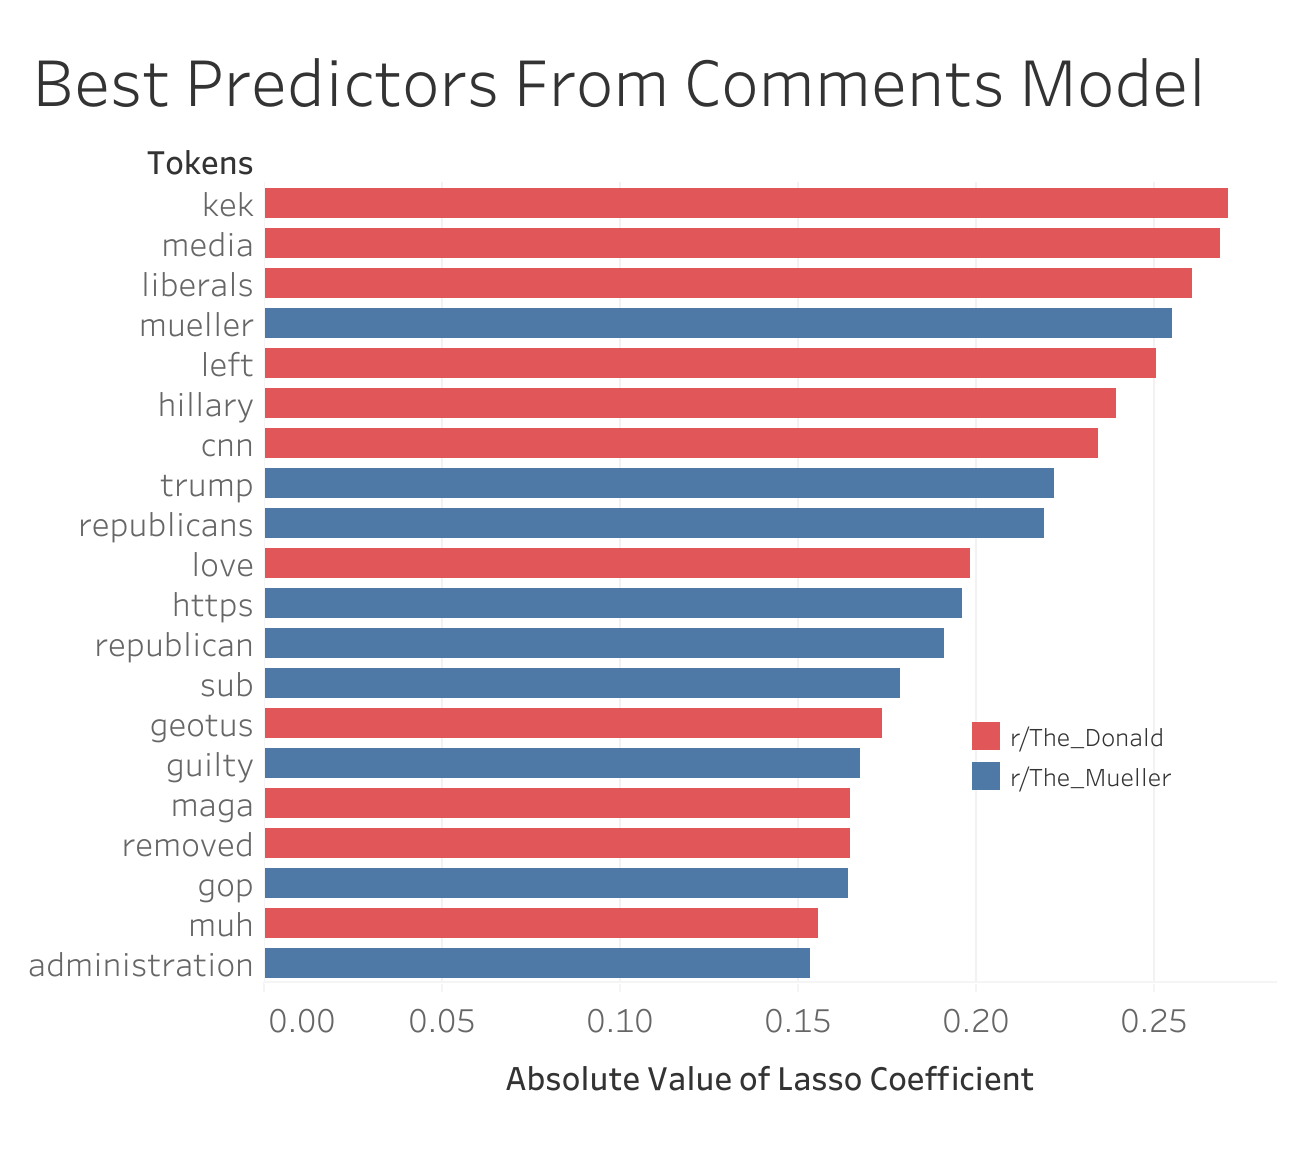 Best Predictors From Comments Model
Tokens
kek
media
liberals
mueller
left
hillary
cnn
trump
republicans
love
https
republican
sub
geotus
r/The_Donald
guilty
r/The_Mueller
maga
removed
gop
muh
administration
0.00 0.05 0.10 0.15 0.20 0.25
Absolute Value of Lasso Coefficient